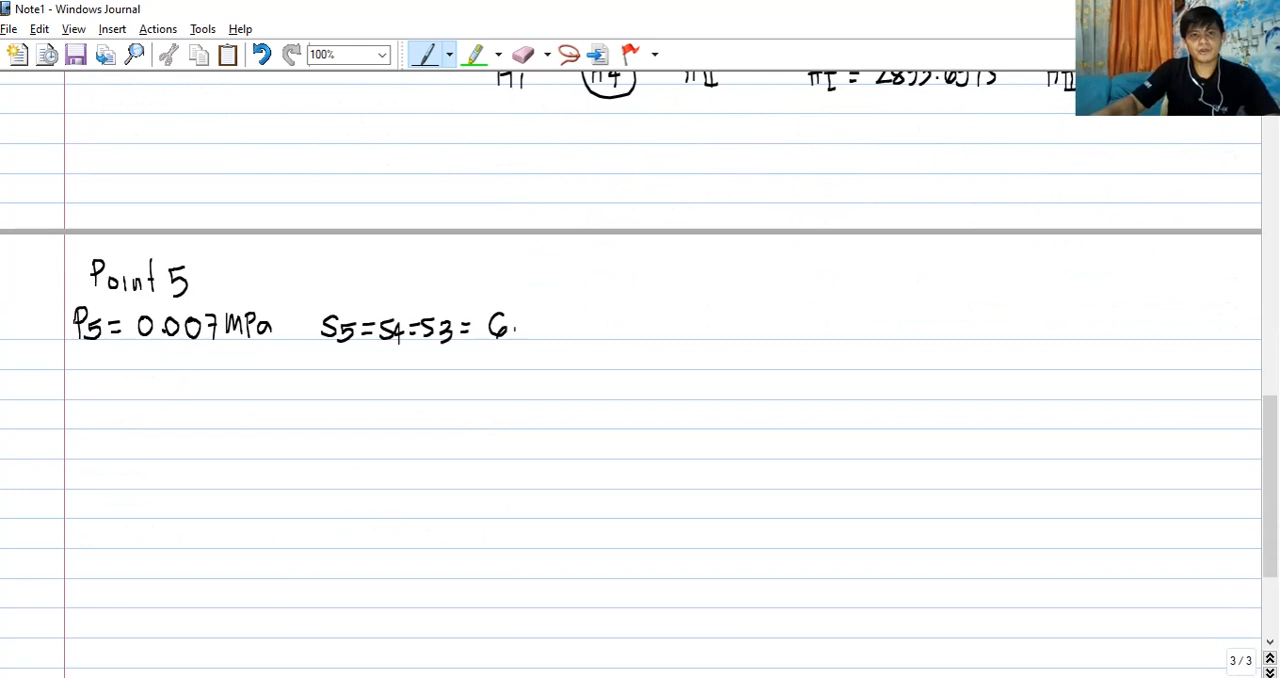 Note1 - Windows Journal
File Edit View Insert Actions Tools Help
100%
Point 5
P5 = 0.007 MPa S5 = S4 = S3 = 6.
3 / 3